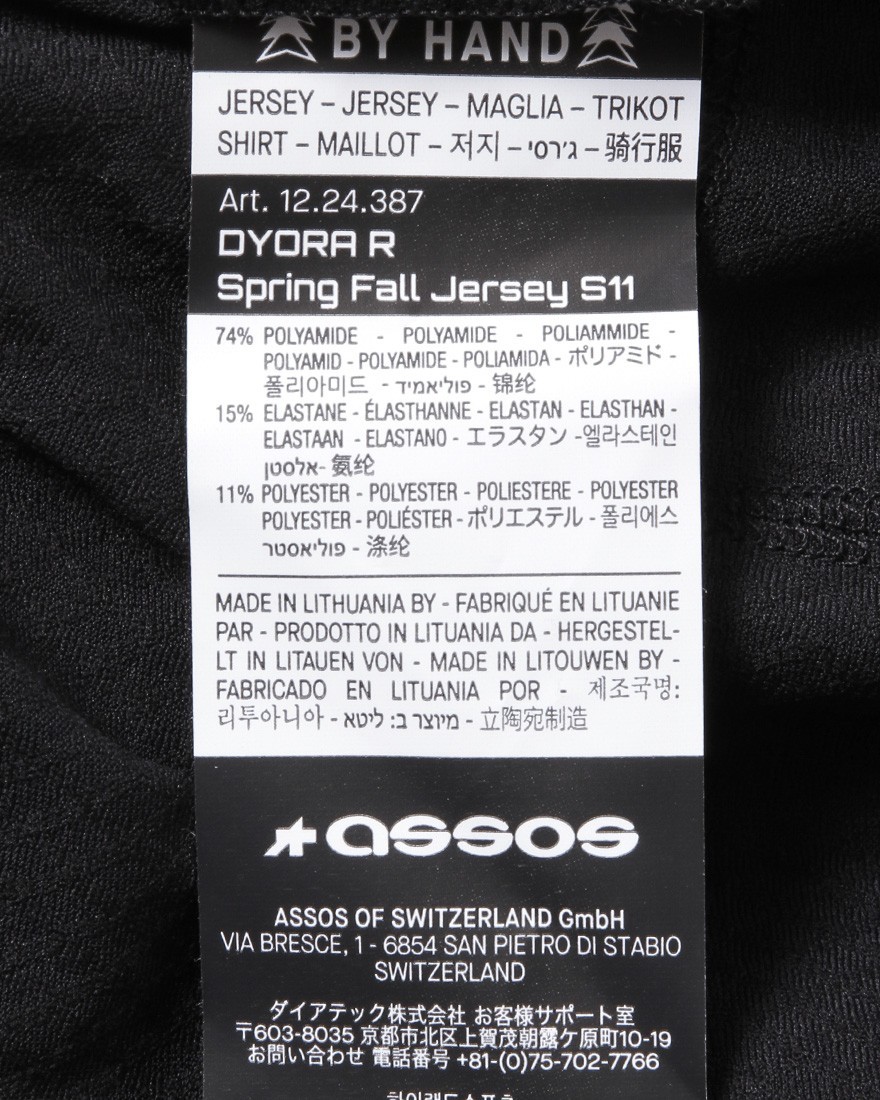 BY HAND
JERSEY – JERSEY – MAGLIA – TRIKOT
SHIRT – MAILLOT – 저지 – ג'רסי – 骑行服
Art. 12.24.387
DYORA R
Spring Fall Jersey S11
74% POLYAMIDE - POLYAMIDE - POLIAMMIDE -
POLYAMID - POLYAMIDE - POLIAMIDA - ポリアミド -
폴리아미드 - פוליאמיד - 锦纶
15% ELASTANE - ÉLASTHANNE - ELASTAN - ELASTHAN -
ELASTAAN - ELASTANO - エラスタン -엘라스테인
אלסטן- 氨纶
11% POLYESTER - POLYESTER - POLIESTERE - POLYESTER
POLYESTER - POLIÉSTER - ポリエステル - 폴리에스
פוליאסטר - 涤纶
MADE IN LITHUANIA BY - FABRIQUÉ EN LITUANIE
PAR - PRODOTTO IN LITUANIA DA - HERGESTEL-
LT IN LITAUEN VON - MADE IN LITOUWEN BY -
FABRICADO EN LITUANIA POR - 제조국명:
리투아니아 - מיוצר ב: ליטא - 立陶宛制造
assos
ASSOS OF SWITZERLAND GmbH
VIA BRESCE, 1 - 6854 SAN PIETRO DI STABIO
SWITZERLAND
ダイアテック株式会社 お客様サポート室
〒603-8035 京都市北区上賀茂朝露ケ原町10-19
お問い合わせ 電話番号 +81-(0)75-702-7766